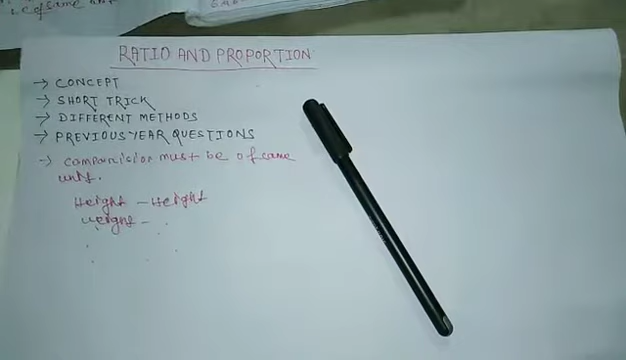 RATIO AND PROPORTION
→ CONCEPT
→ SHORT TRICK
→ DIFFERENT METHODS
→ PREVIOUS YEAR QUESTIONS
→ comparision must be of same
unit.
Height - Height
weight -